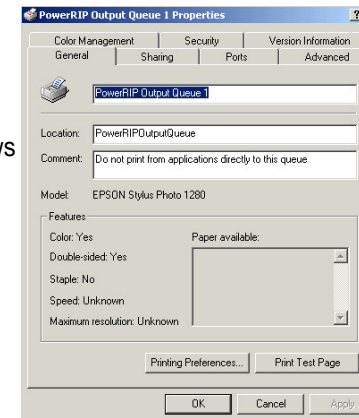 PowerRIP Output Queue 1 Properties
?
Color Management Security Version Information
General Sharing Ports Advanced
PowerRIP Output Queue 1
Location: PowerRIPOutputQueue
Comment: Do not print from applications directly to this queue
Model: EPSON Stylus Photo 1280
Features
Color: Yes Paper available:
Double-sided: Yes
Staple: No
Speed: Unknown
Maximum resolution: Unknown
Printing Preferences... Print Test Page
OK Cancel Apply